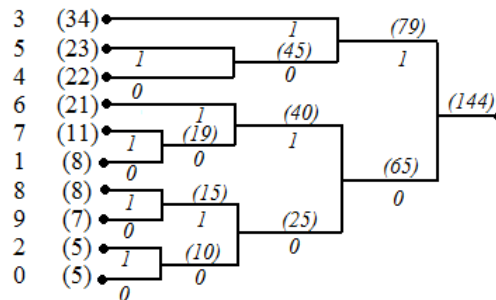 3 (34) 1 (79)
5 (23) 1 (45) 1
4 (22) 0 0 (144)
6 (21) 1 (40)
7 (11) 1 (19) 1
1 (8) 0 0 (65)
8 (8) 1 (15) 0
9 (7) 0 1 (25)
2 (5) 1 (10) 0
0 (5) 0 0